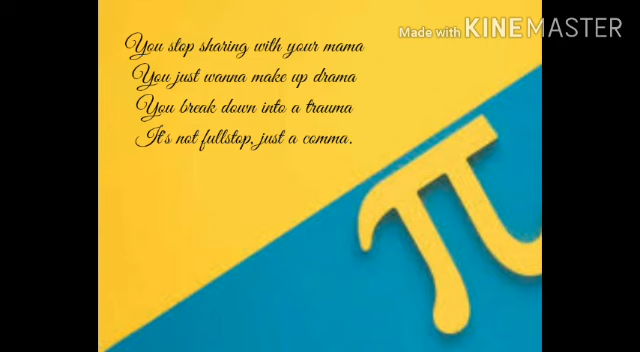 Made with KINEMASTER
You stop sharing with your mama
You just wanna make up drama
You break down into a trauma
It's not fullstop, just a comma.